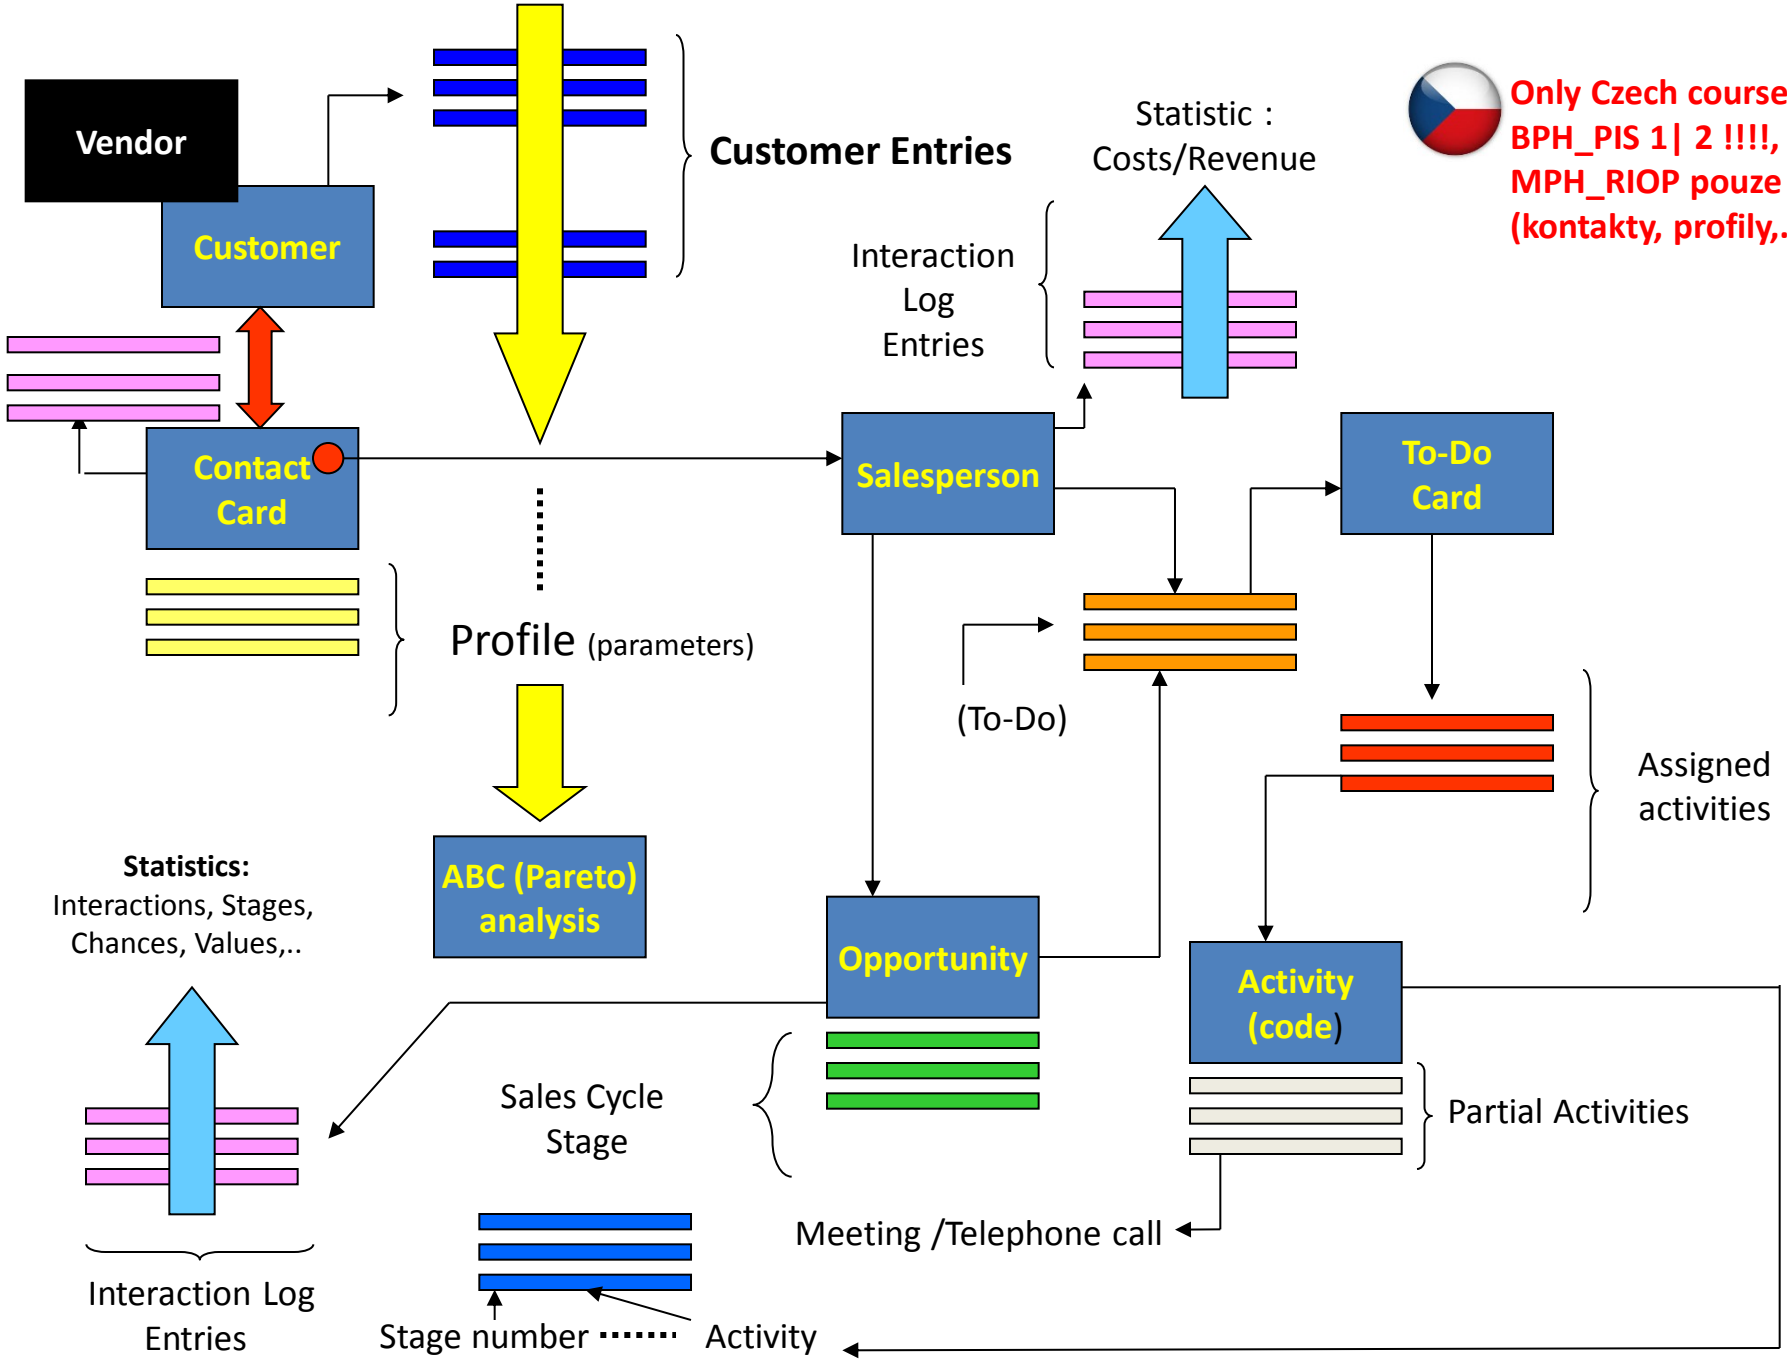 Vendor
Customer
Customer Entries
Statistic :
Costs/Revenue
Only Czech course
BPH_PIS 1| 2 !!!!,
MPH_RIOP pouze
(kontakty, profily,.
Interaction
Log
Entries
Contact
Card
Salesperson
To-Do
Card
Profile (parameters)
(To-Do)
Assigned
activities
Statistics:
Interactions, Stages,
Chances, Values,..
ABC (Pareto)
analysis
Opportunity
Activity
(code)
Sales Cycle
Stage
Partial Activities
Meeting /Telephone call
Interaction Log
Entries
Stage number
Activity